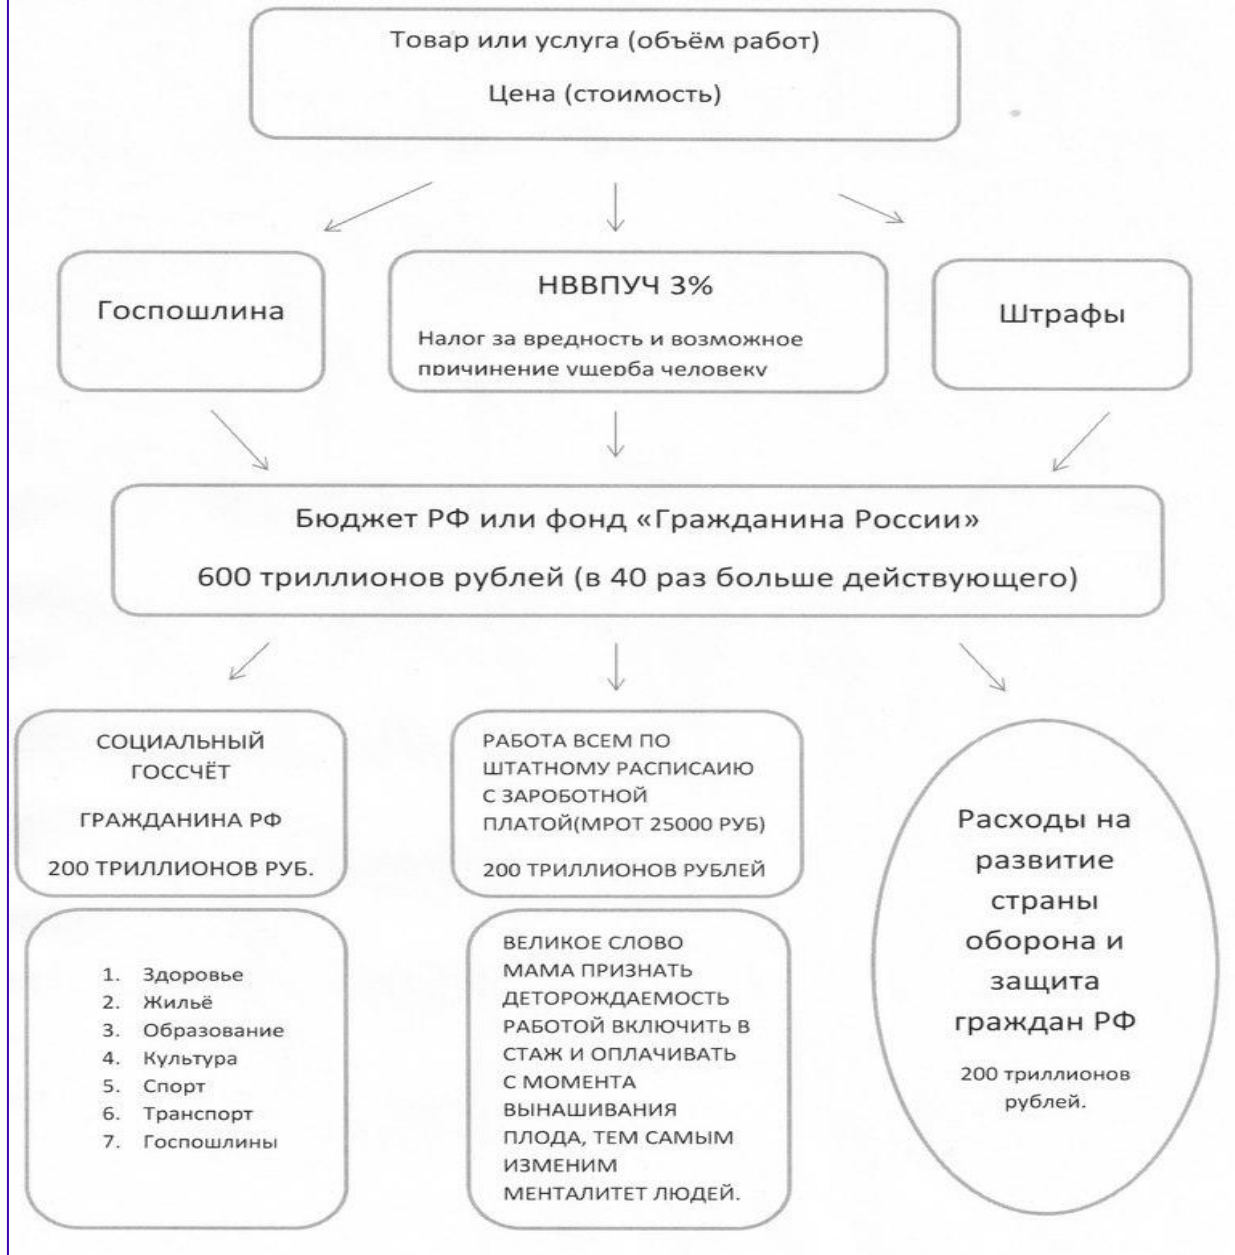 Товар или услуга (объём работ)
Цена (стоимость)
Госпошлина
НВВПУЧ 3%
Налог за вредность и возможное
причинение ущерба человеку
Штрафы
Бюджет РФ или фонд «Гражданина России»
600 триллионов рублей (в 40 раз больше действующего)
СОЦИАЛЬНЫЙ
ГОССЧЁТ
ГРАЖДАНИНА РФ
200 ТРИЛЛИОНОВ РУБ.
1. Здоровье
2. Жильё
3. Образование
4. Культура
5. Спорт
6. Транспорт
7. Госпошлины
РАБОТА ВСЕМ ПО
ШТАТНОМУ РАСПИСАИЮ
С ЗАРОБОТНОЙ
ПЛАТОЙ(МРОТ 25000 РУБ)
200 ТРИЛЛИОНОВ РУБЛЕЙ
ВЕЛИКОЕ СЛОВО
МАМА ПРИЗНАТЬ
ДЕТОРОЖДАЕМОСТЬ
РАБОТОЙ ВКЛЮЧИТЬ В
СТАЖ И ОПЛАЧИВАТЬ
С МОМЕНТА
ВЫНАШИВАНИЯ
ПЛОДА, ТЕМ САМЫМ
ИЗМЕНИМ
МЕНТАЛИТЕТ ЛЮДЕЙ.
Расходы на
развитие
страны
оборона и
защита
граждан РФ
200 триллионов
рублей.